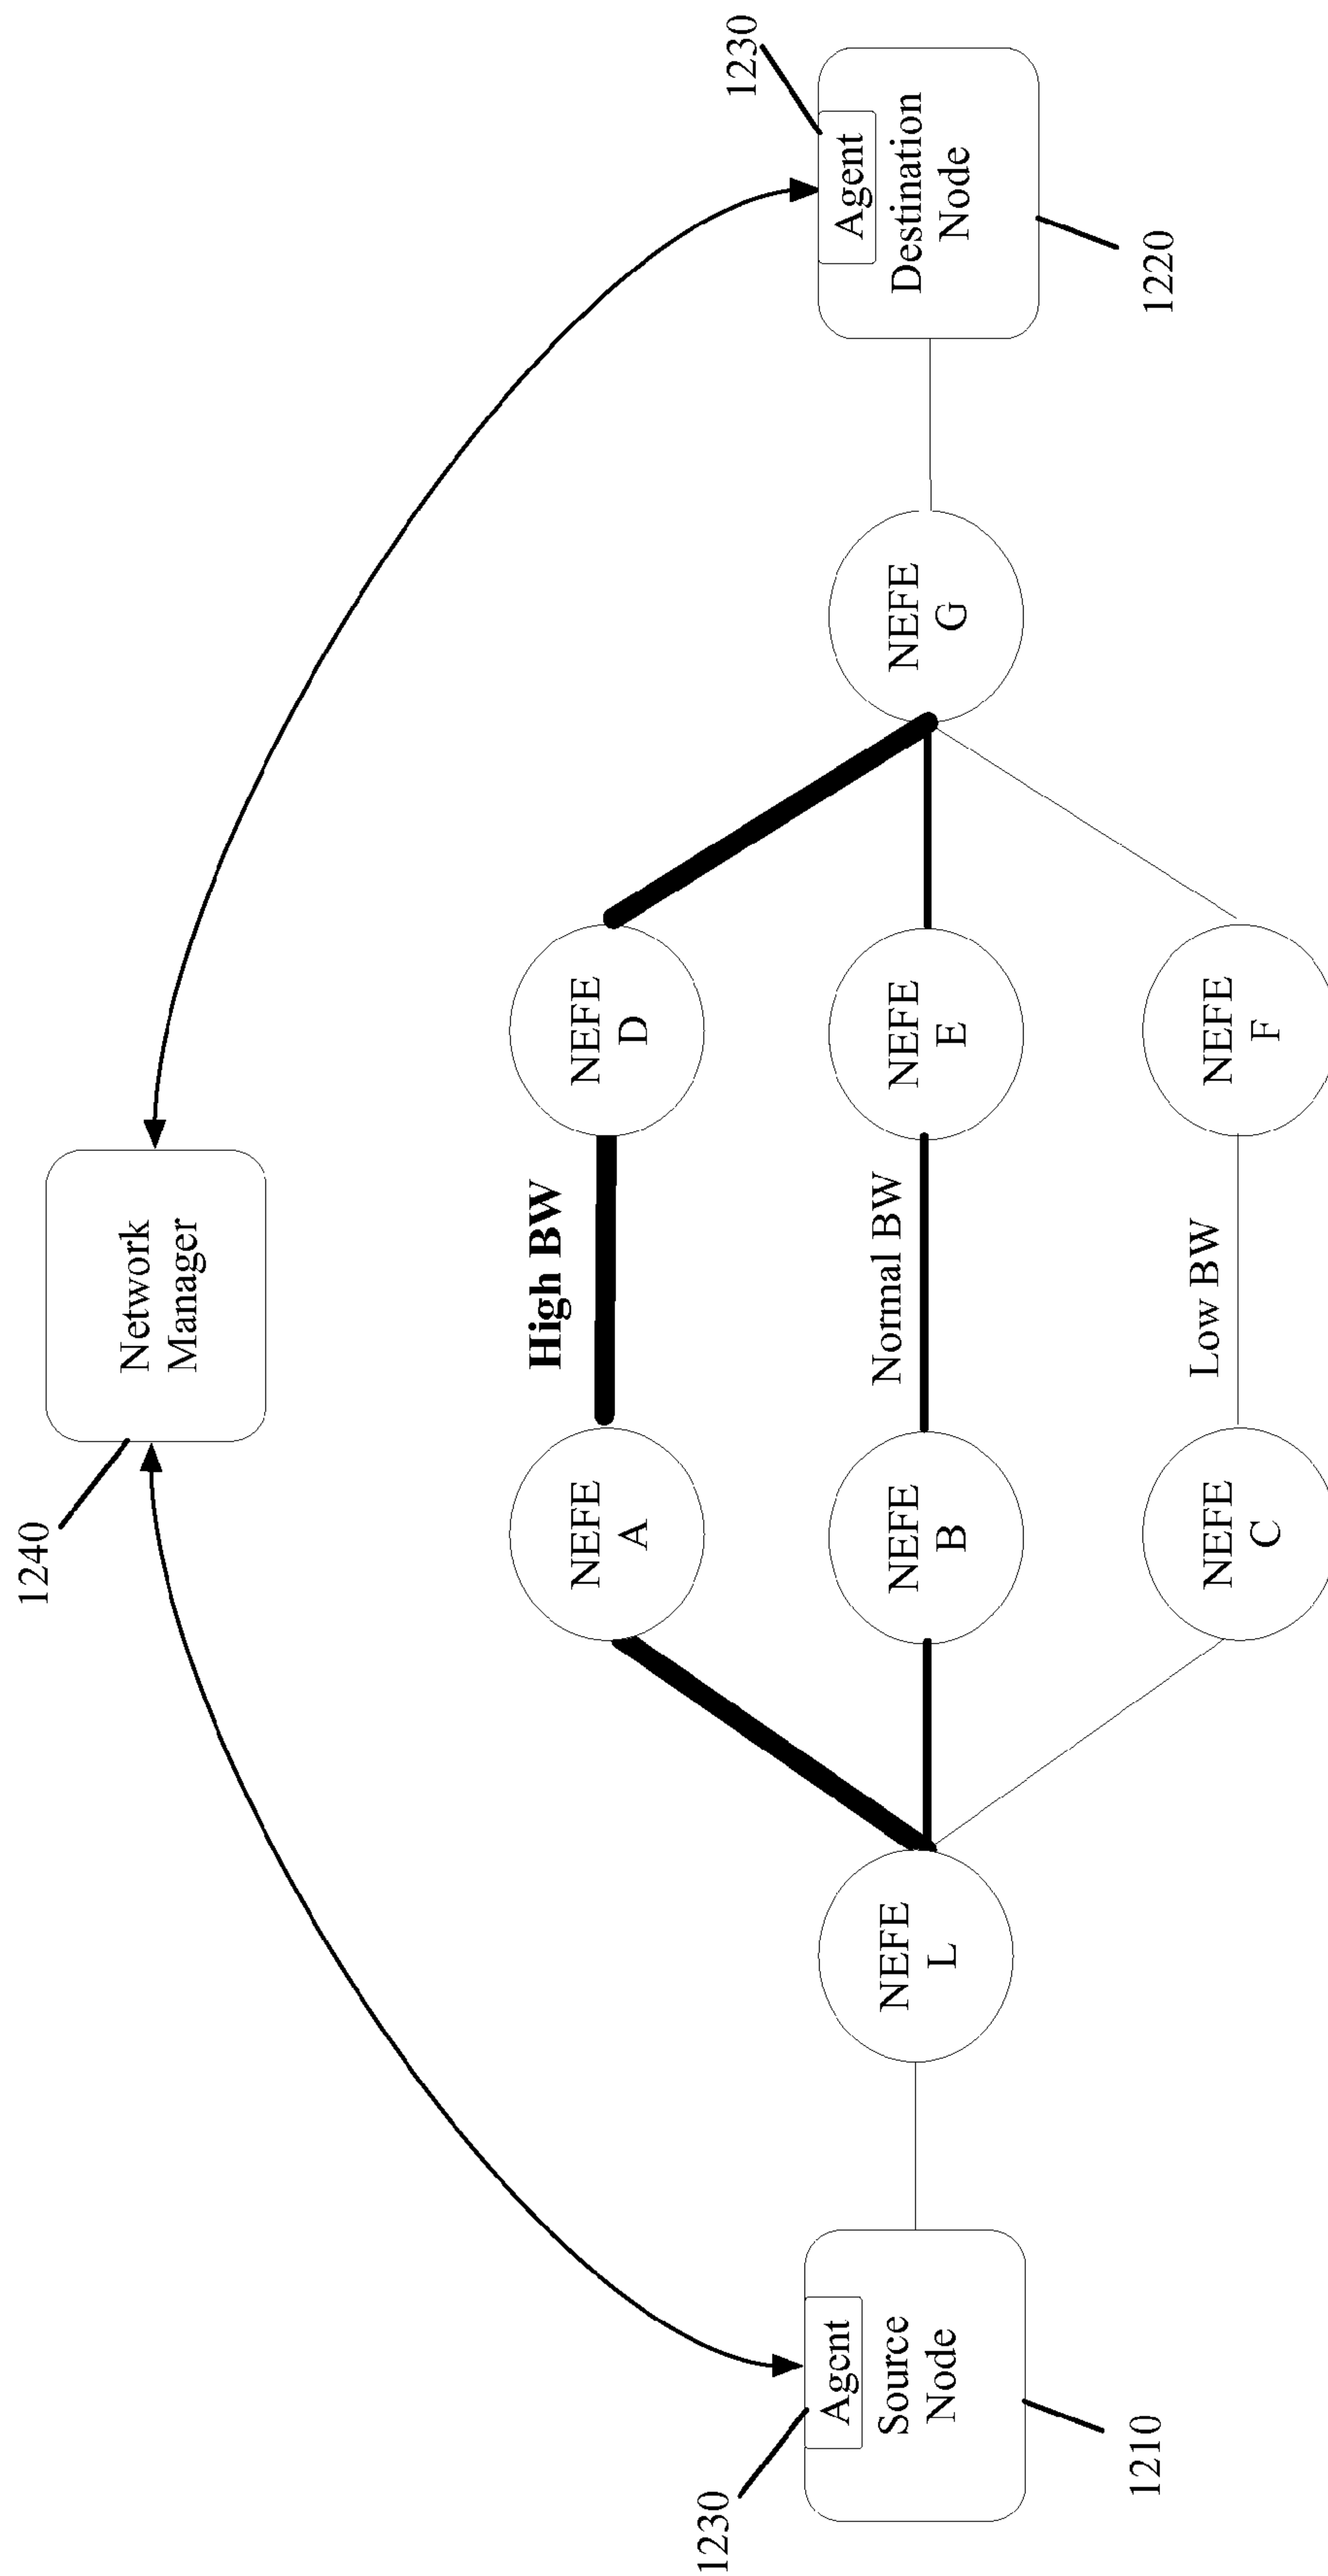 1240
Network
Manager
1230
Agent
Source
Node
1210
NEFE
L
NEFE
A
High BW
NEFE
D
NEFE
B
Normal BW
NEFE
E
NEFE
C
Low BW
NEFE
F
NEFE
G
1230
Agent
Destination
Node
1220